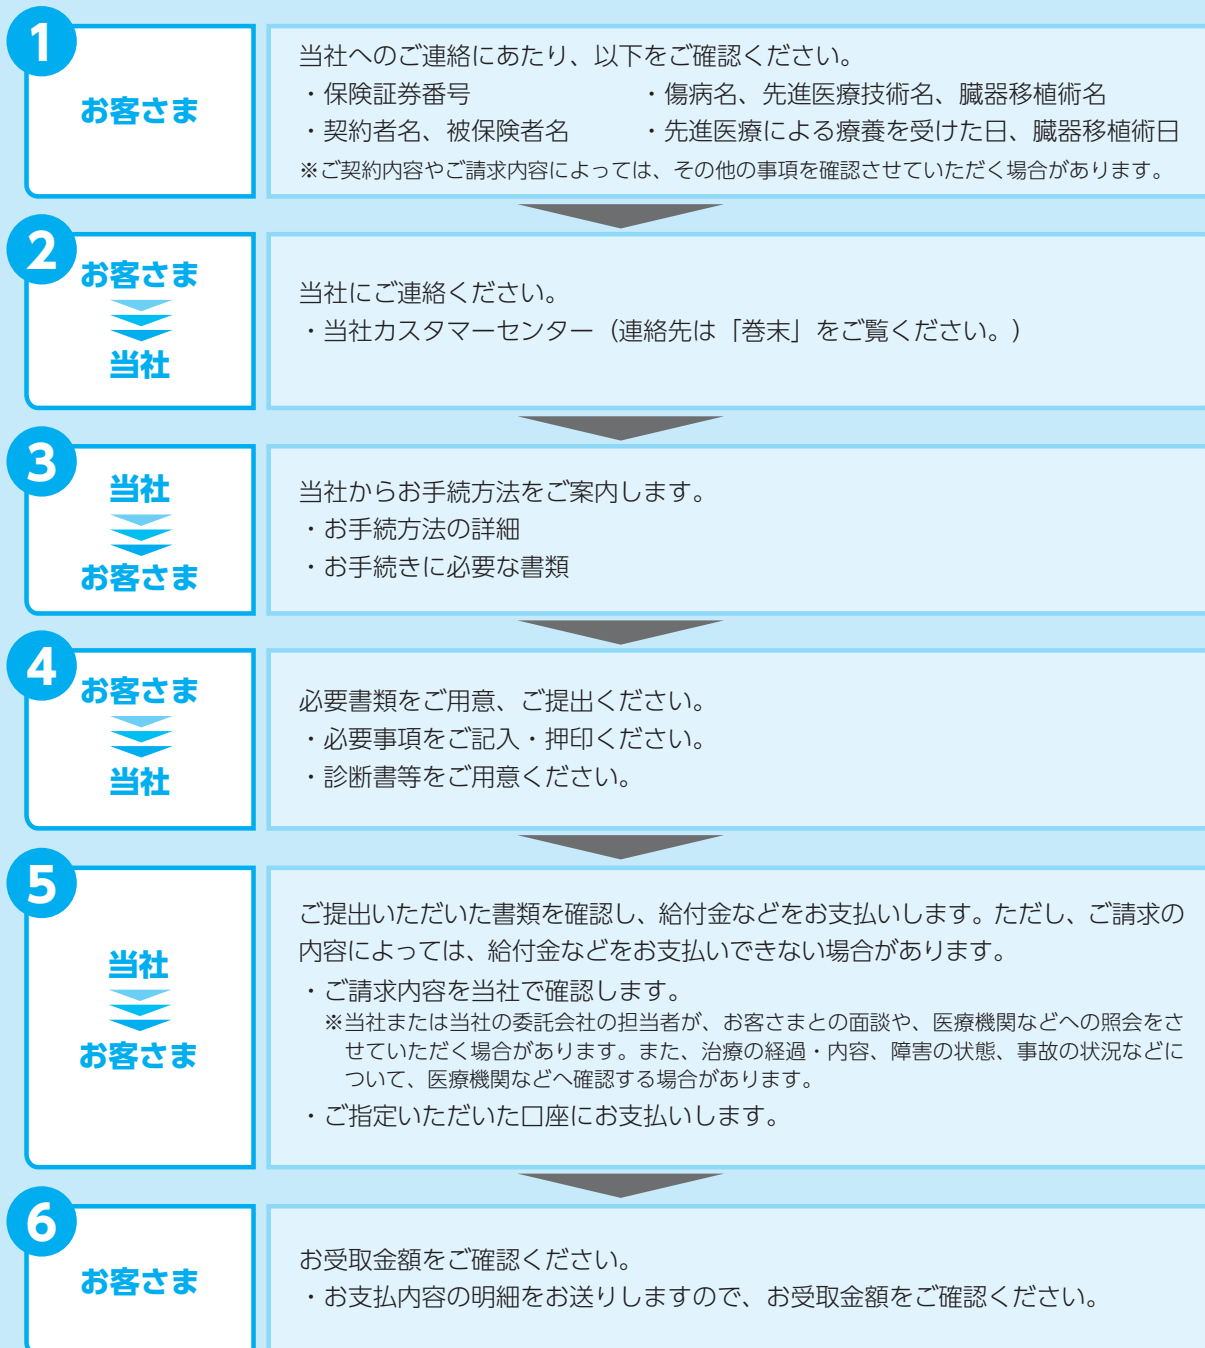 1
お客さま
当社へのご連絡にあたり、以下をご確認ください。
・保険証券番号 ・傷病名、先進医療技術名、臓器移植術名
・契約者名、被保険者名 ・先進医療による療養を受けた日、臓器移植術日
※ご契約内容やご請求内容によっては、その他の事項を確認させていただく場合があります。
2
お客さま
当社
当社にご連絡ください。
・当社カスタマーセンター（連絡先は「巻末」をご覧ください。）
3
当社
お客さま
当社からお手続方法をご案内します。
・お手続方法の詳細
・お手続きに必要な書類
4
お客さま
当社
必要書類をご用意、ご提出ください。
・必要事項をご記入・押印ください。
・診断書等をご用意ください。
5
当社
お客さま
ご提出いただいた書類を確認し、給付金などをお支払いします。ただし、ご請求の
内容によっては、給付金などをお支払いできない場合があります。
・ご請求内容を当社で確認します。
※当社または当社の委託会社の担当者が、お客さまとの面談や、医療機関などへの照会をさ
せていただく場合があります。また、治療の経過・内容、障害の状態、事故の状況などに
ついて、医療機関などへ確認する場合があります。
・ご指定いただいた口座にお支払いします。
6
お客さま
お受取金額をご確認ください。
・お支払内容の明細をお送りしますので、お受取金額をご確認ください。